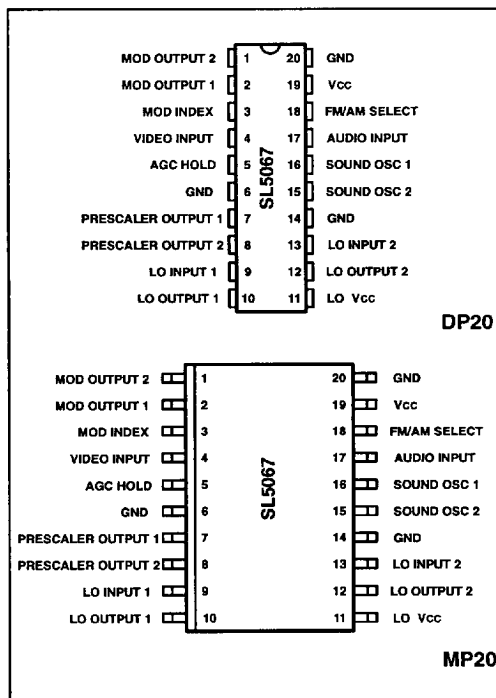 MOD OUTPUT 2 1 20 GND
MOD OUTPUT 1 2 19 Vcc
MOD INDEX 3 18 FM/AM SELECT
VIDEO INPUT 4 17 AUDIO INPUT
AGC HOLD 5 16 SOUND OSC 1
GND 6 15 SOUND OSC 2
PRESCALER OUTPUT 1 7 14 GND
PRESCALER OUTPUT 2 8 13 LO INPUT 2
LO INPUT 1 9 12 LO OUTPUT 2
LO OUTPUT 1 10 11 LO Vcc
SL5067
DP20
MOD OUTPUT 2 1 20 GND
MOD OUTPUT 1 2 19 Vcc
MOD INDEX 3 18 FM/AM SELECT
VIDEO INPUT 4 17 AUDIO INPUT
AGC HOLD 5 16 SOUND OSC 1
GND 6 15 SOUND OSC 2
PRESCALER OUTPUT 1 7 14 GND
PRESCALER OUTPUT 2 8 13 LO INPUT 2
LO INPUT 1 9 12 LO OUTPUT 2
LO OUTPUT 1 10 11 LO Vcc
SL5067
MP20